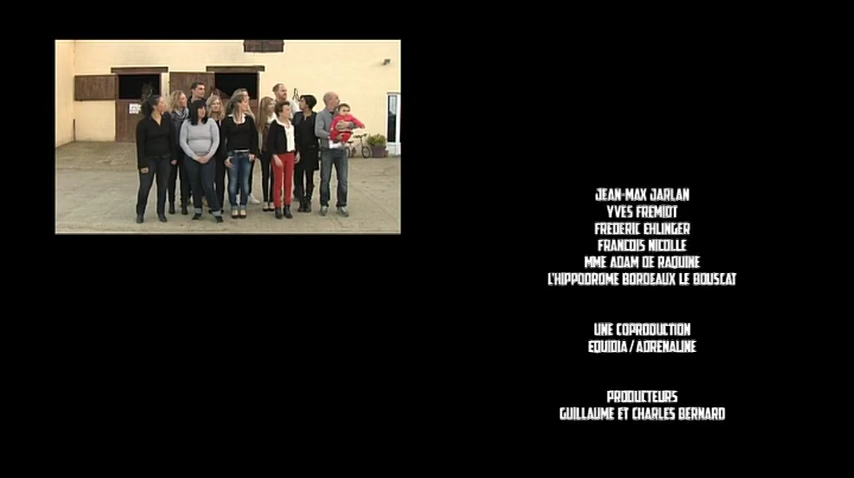 JEAN-MAX JARLAN
YVES FREMIOT
FREDERIC EHLINGER
FRANCOIS NICOLLE
MME ADAM DE RAQUINE
L'HIPPODROME BORDEAUX LE BOUSCAT
UNE COPRODUCTION
EQUIDIA / ADRENALINE
PRODUCTEURS
GUILLAUME ET CHARLES BERNARD